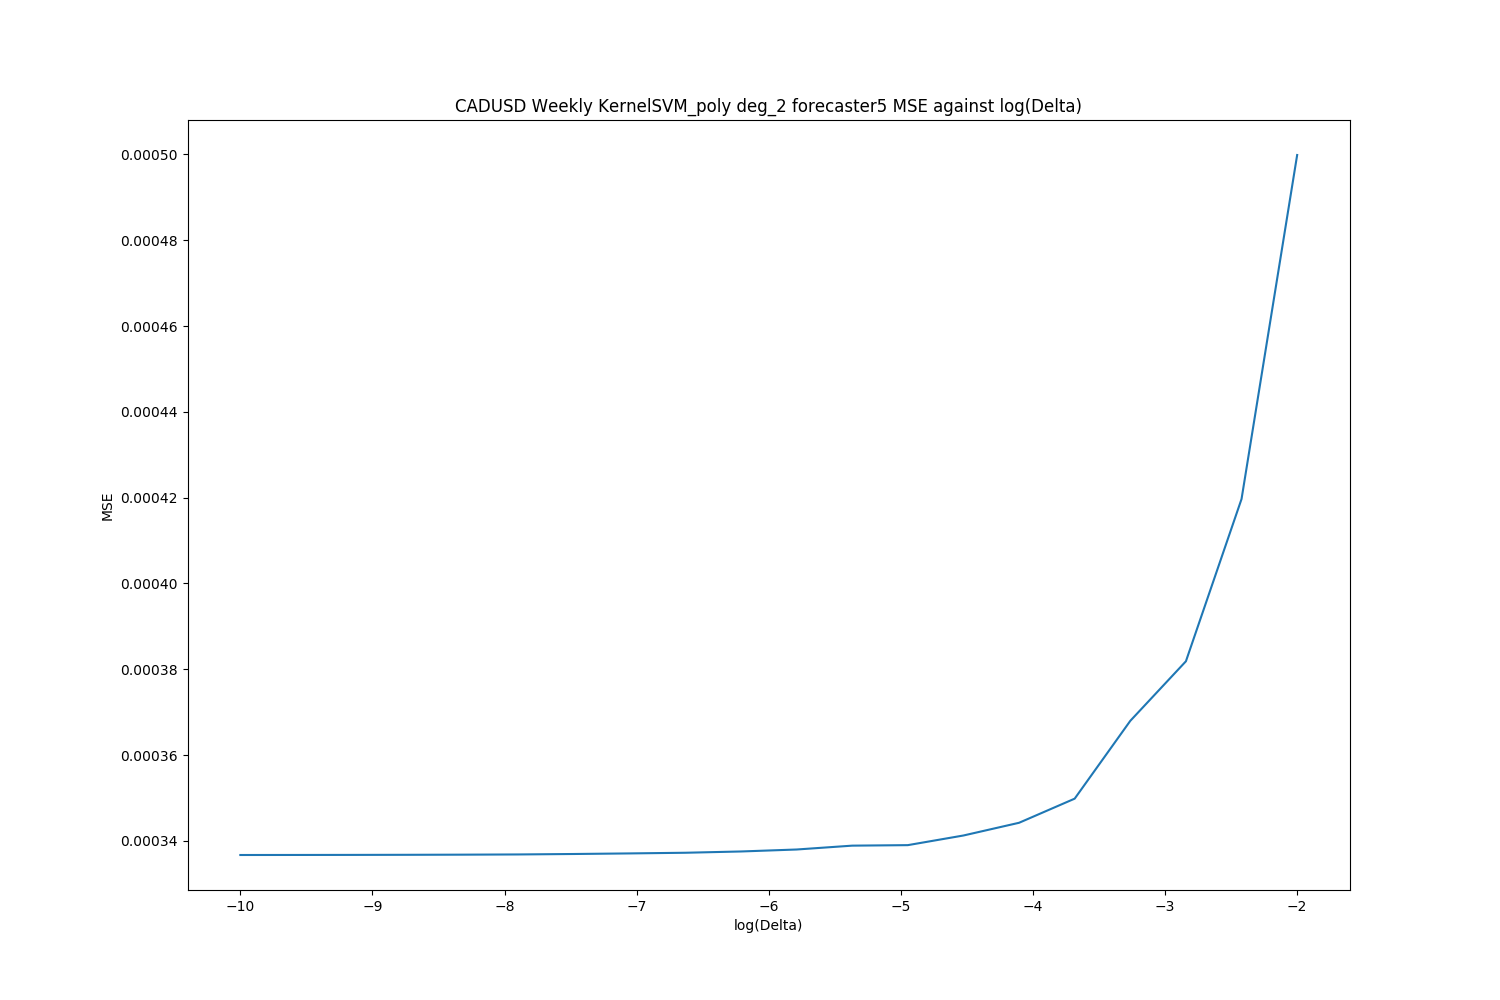 CADUSD Weekly KernelSVM_poly deg_2 forecaster5 MSE against log(Delta)
0.00050
0.00048
0.00046
0.00044
0.00042
0.00040
0.00038
0.00036
0.00034
MSE
−10 −9 −8 −7 −6 −5 −4 −3 −2
log(Delta)